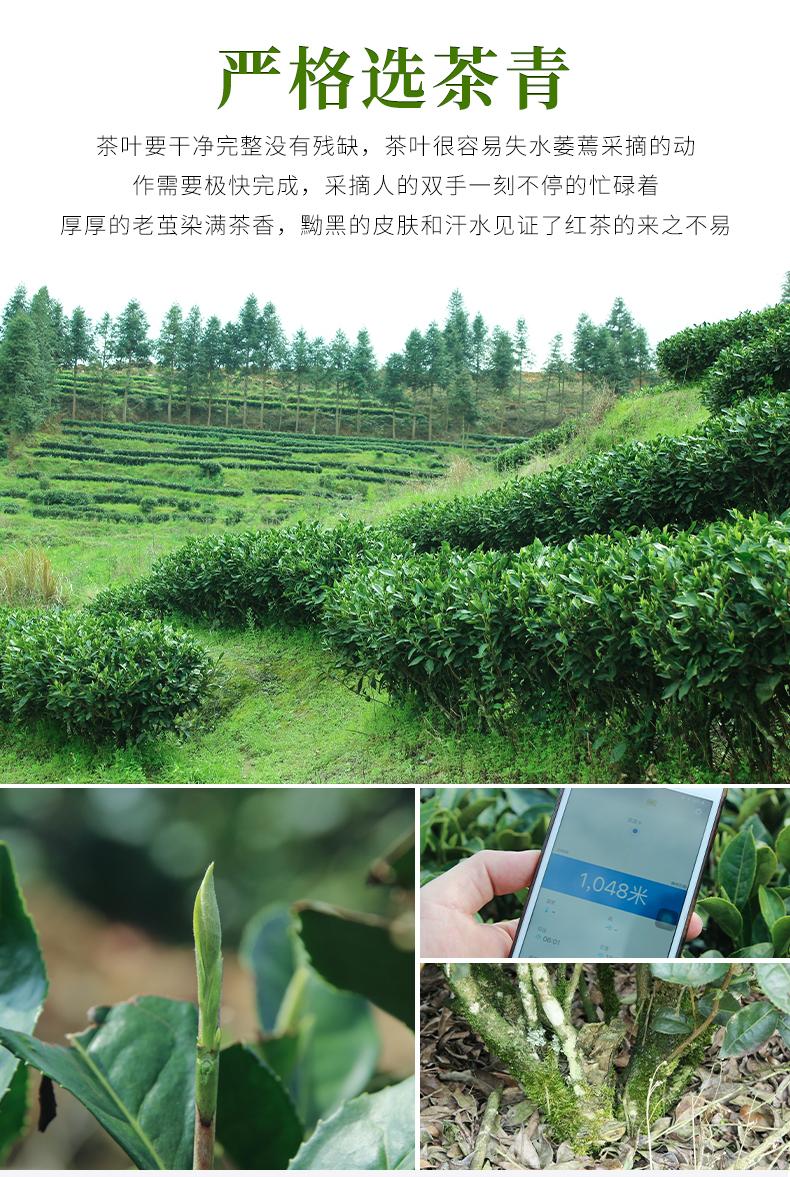 严格选茶青
茶叶要干净完整没有残缺，茶叶很容易失水萎蔫采摘的动
作需要极快完成，采摘人的双手一刻不停的忙碌着
厚厚的老茧染满茶香，黝黑的皮肤和汗水见证了红茶的来之不易
1,048米
06:01